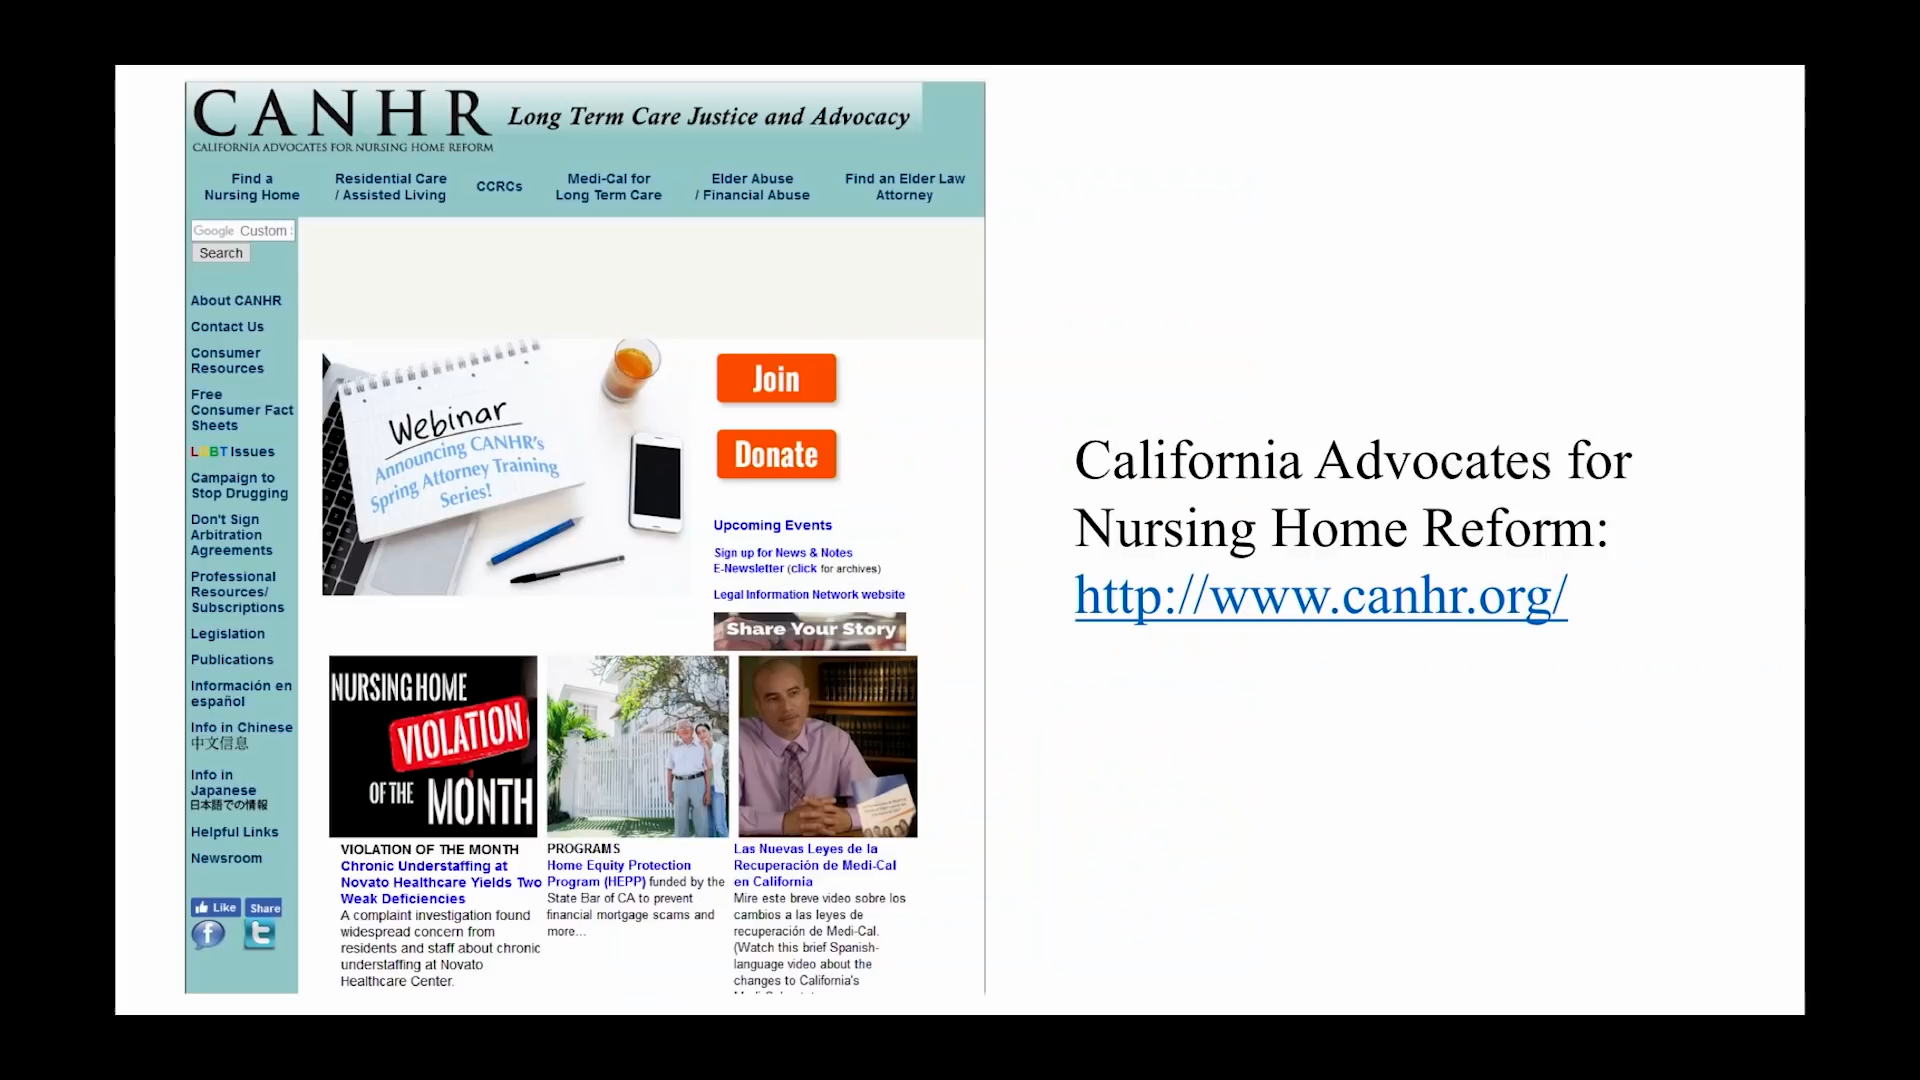 CANHR
CALIFORNIA ADVOCATES FOR NURSING HOME REFORM
Long Term Care Justice and Advocacy
Find a
Nursing Home
Residential Care
/ Assisted Living
CCRCs
Medi-Cal for
Long Term Care
Elder Abuse
/ Financial Abuse
Find an Elder Law
Attorney
Google Custom
Search
About CANHR
Contact Us
Consumer
Resources
Free
Consumer Fact
Sheets
LGBT Issues
Campaign to
Stop Drugging
Don't Sign
Arbitration
Agreements
Professional
Resources/
Subscriptions
Legislation
Publications
Información en
español
Info in Chinese
中文信息
Info in
Japanese
日本語での情報
Helpful Links
Newsroom
Like
Share
Webinar
Announcing CANHR's
Spring Attorney Training
Series!
Join
Donate
Upcoming Events
Sign up for News & Notes
E-Newsletter (click for archives)
Legal Information Network website
Share Your Story
NURSING HOME
VIOLATION
OF THE MONTH
VIOLATION OF THE MONTH
Chronic Understaffing at
Novato Healthcare Yields Two
Weak Deficiencies
A complaint investigation found
widespread concern from
residents and staff about chronic
understaffing at Novato
Healthcare Center.
PROGRAMS
Home Equity Protection
Program (HEPP) funded by the
State Bar of CA to prevent
financial mortgage scams and
more...
Las Nuevas Leyes de la
Recuperación de Medi-Cal
en California
Mire este breve video sobre los
cambios a las leyes de
recuperación de Medi-Cal.
(Watch this brief Spanish-
language video about the
changes to California's
California Advocates for
Nursing Home Reform:
http://www.canhr.org/